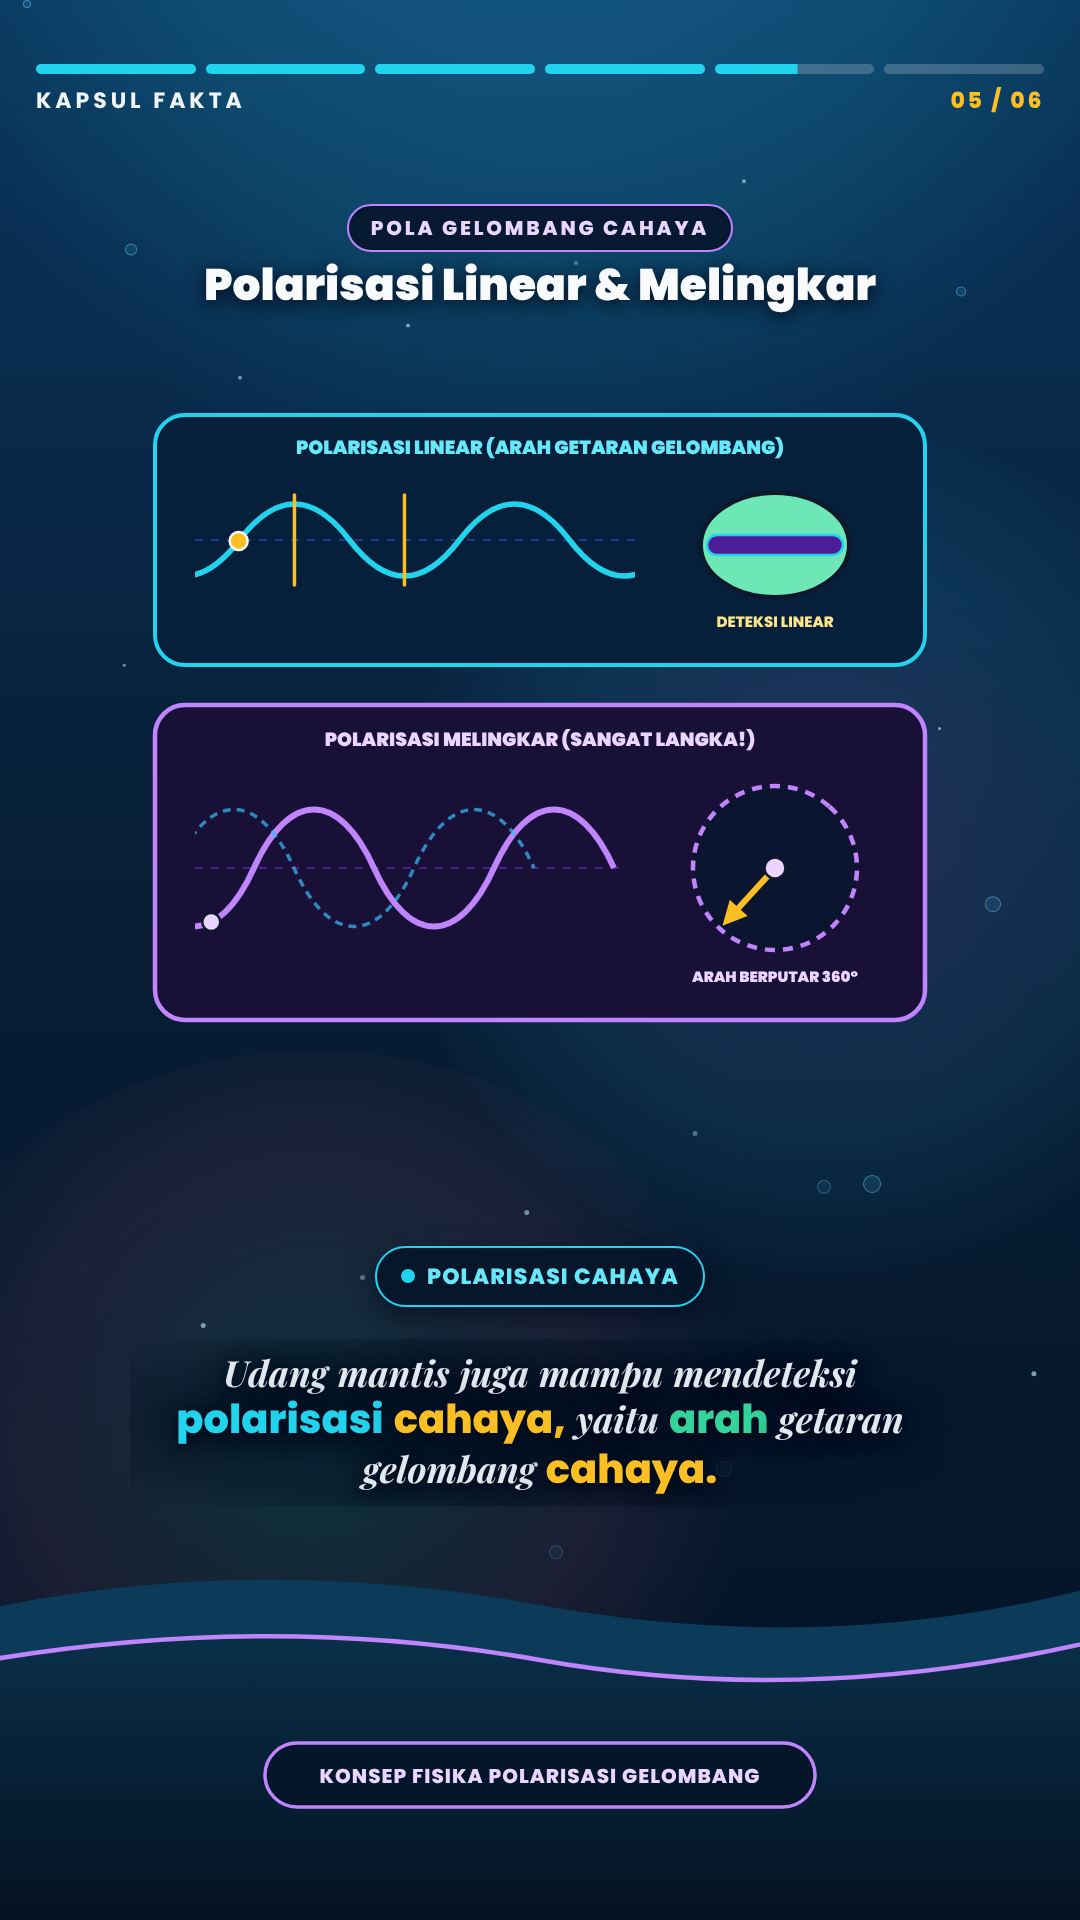 KAPSUL FAKTA
05 / 06
POLA GELOMBANG CAHAYA
Polarisasi Linear & Melingkar
POLARISASI LINEAR (ARAH GETARAN GELOMBANG)
DETEKSI LINEAR
POLARISASI MELINGKAR (SANGAT LANGKA!)
ARAH BERPUTAR 360°
POLARISASI CAHAYA
Udang mantis juga mampu mendeteksi
polarisasi cahaya, yaitu arah getaran
gelombang cahaya.
KONSEP FISIKA POLARISASI GELOMBANG